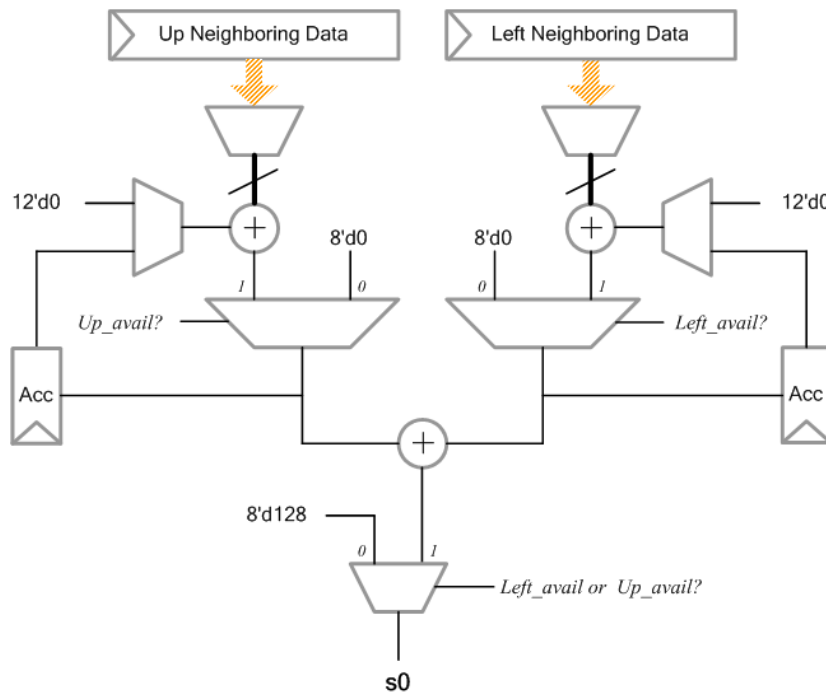 Up Neighboring Data
Left Neighboring Data
12'd0
12'd0
+
+
8'd0
8'd0
1
0
0
1
Up_avail?
Left_avail?
Acc
Acc
+
8'd128
0
1
Left_avail or Up_avail?
s0